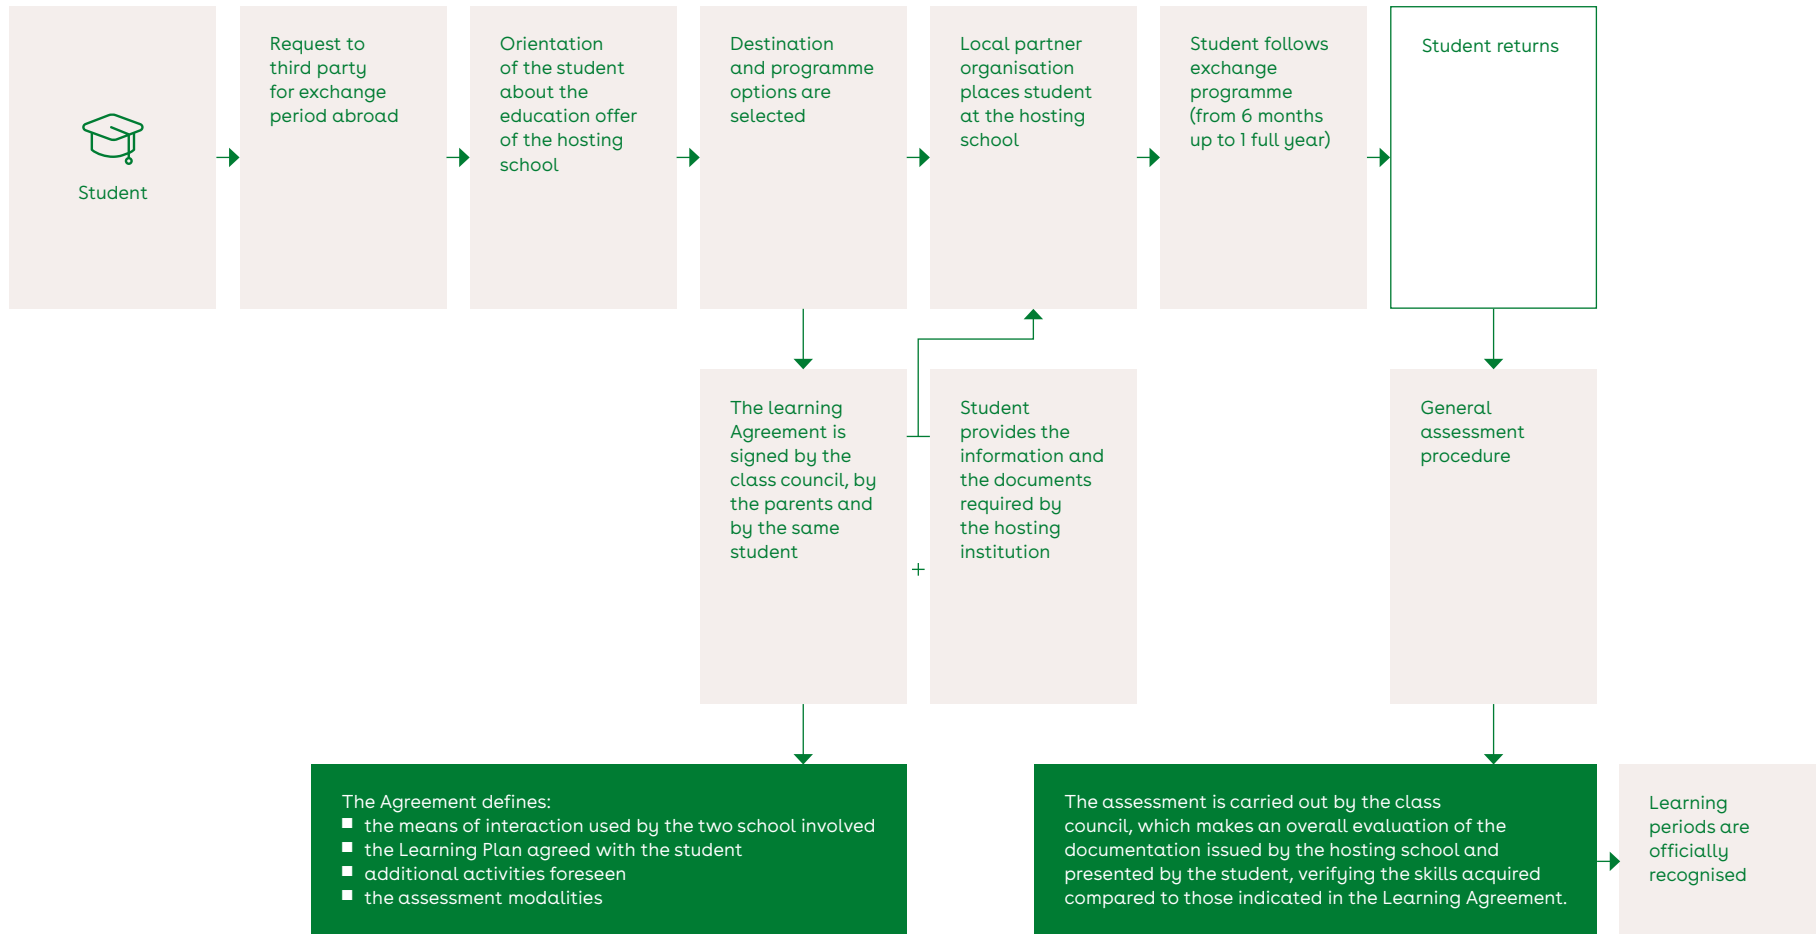 Student
Request to
third party
for exchange
period abroad
Orientation
of the student
about the
education offer
of the hosting
school
Destination
and programme
options are
selected
Local partner
organisation
places student
at the hosting
school
Student follows
exchange
programme
(from 6 months
up to 1 full year)
Student returns
The learning
Agreement is
signed by the
class council, by
the parents and
by the same
student
+
Student
provides the
information and
the documents
required by
the hosting
institution
General
assessment
procedure
The Agreement defines:
the means of interaction used by the two school involved
the Learning Plan agreed with the student
additional activities foreseen
the assessment modalities
The assessment is carried out by the class
council, which makes an overall evaluation of the
documentation issued by the hosting school and
presented by the student, verifying the skills acquired
compared to those indicated in the Learning Agreement.
Learning
periods are
officially
recognised